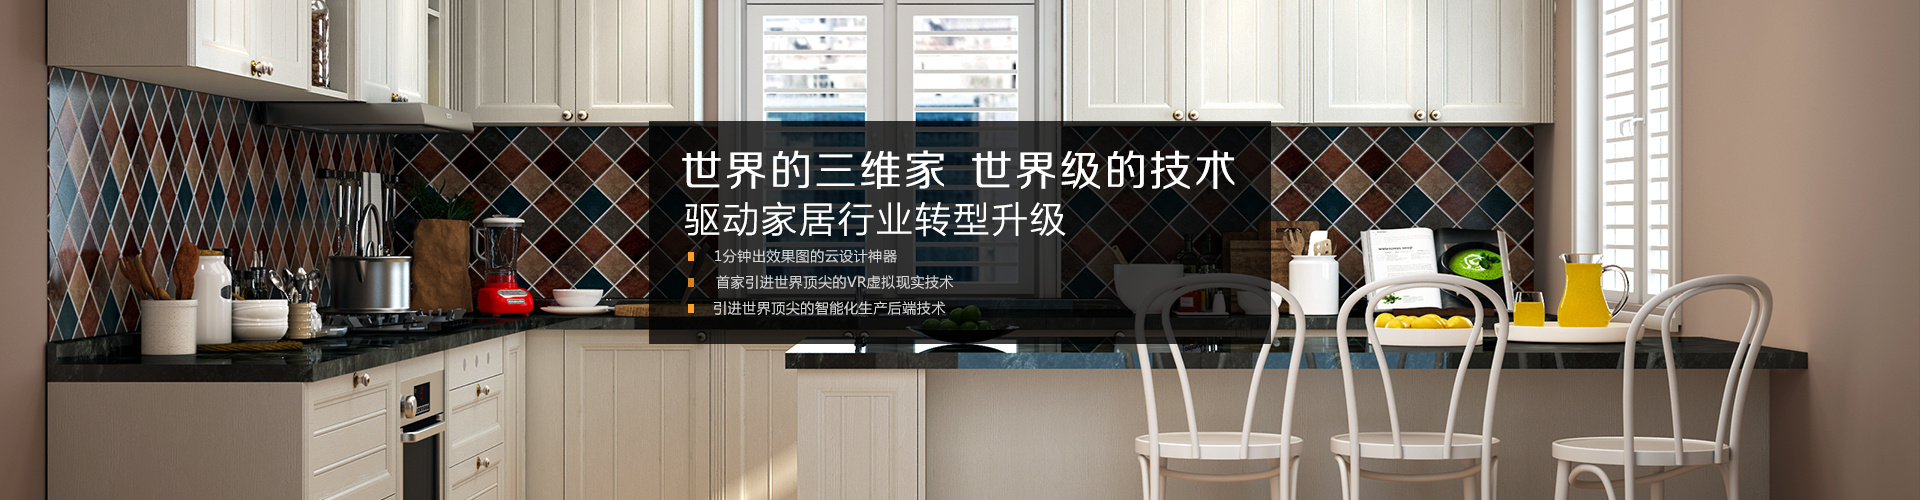 世界的三维家 世界级的技术
驱动家居行业转型升级
1分钟出效果图的云设计神器
首家引进世界顶尖的VR虚拟现实技术
引进世界顶尖的智能化生产后端技术